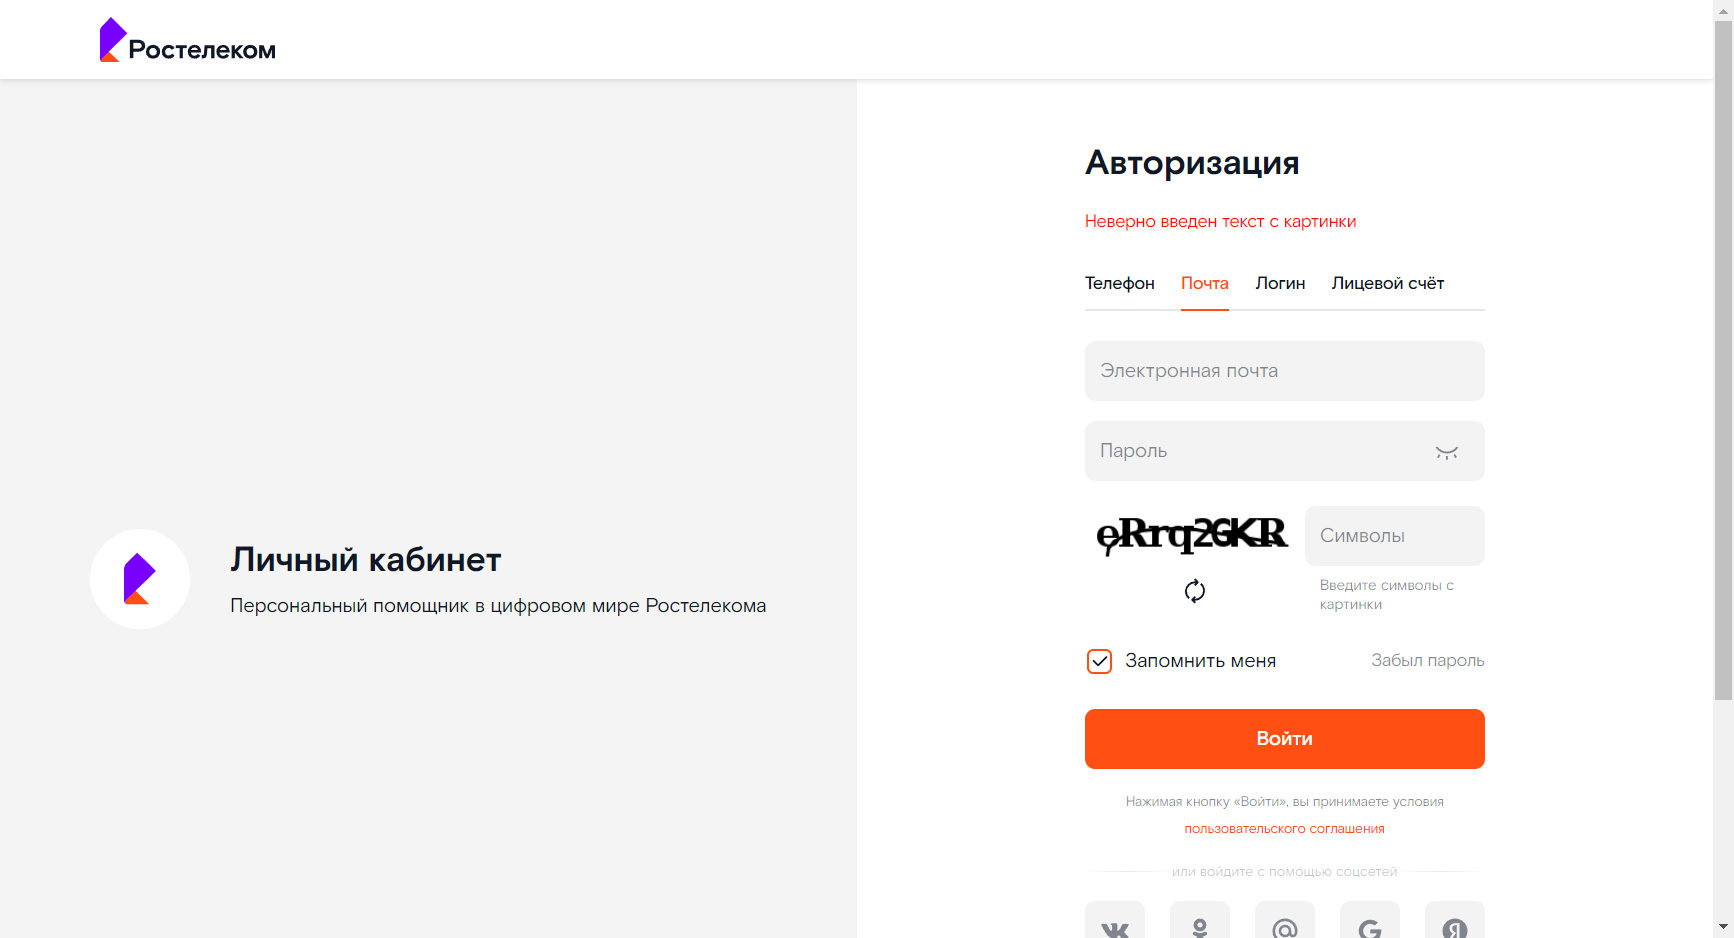 Ростелеком
Авторизация
Неверно введен текст с картинки
Телефон Почта Логин Лицевой счёт
Электронная почта
Пароль
eRrq2GKR Символы
Введите символы с
картинки
Запомнить меня Забыл пароль
Войти
Нажимая кнопку «Войти», вы принимаете условия
пользовательского соглашения
или войдите с помощью соцсетей
Личный кабинет
Персональный помощник в цифровом мире Ростелекома